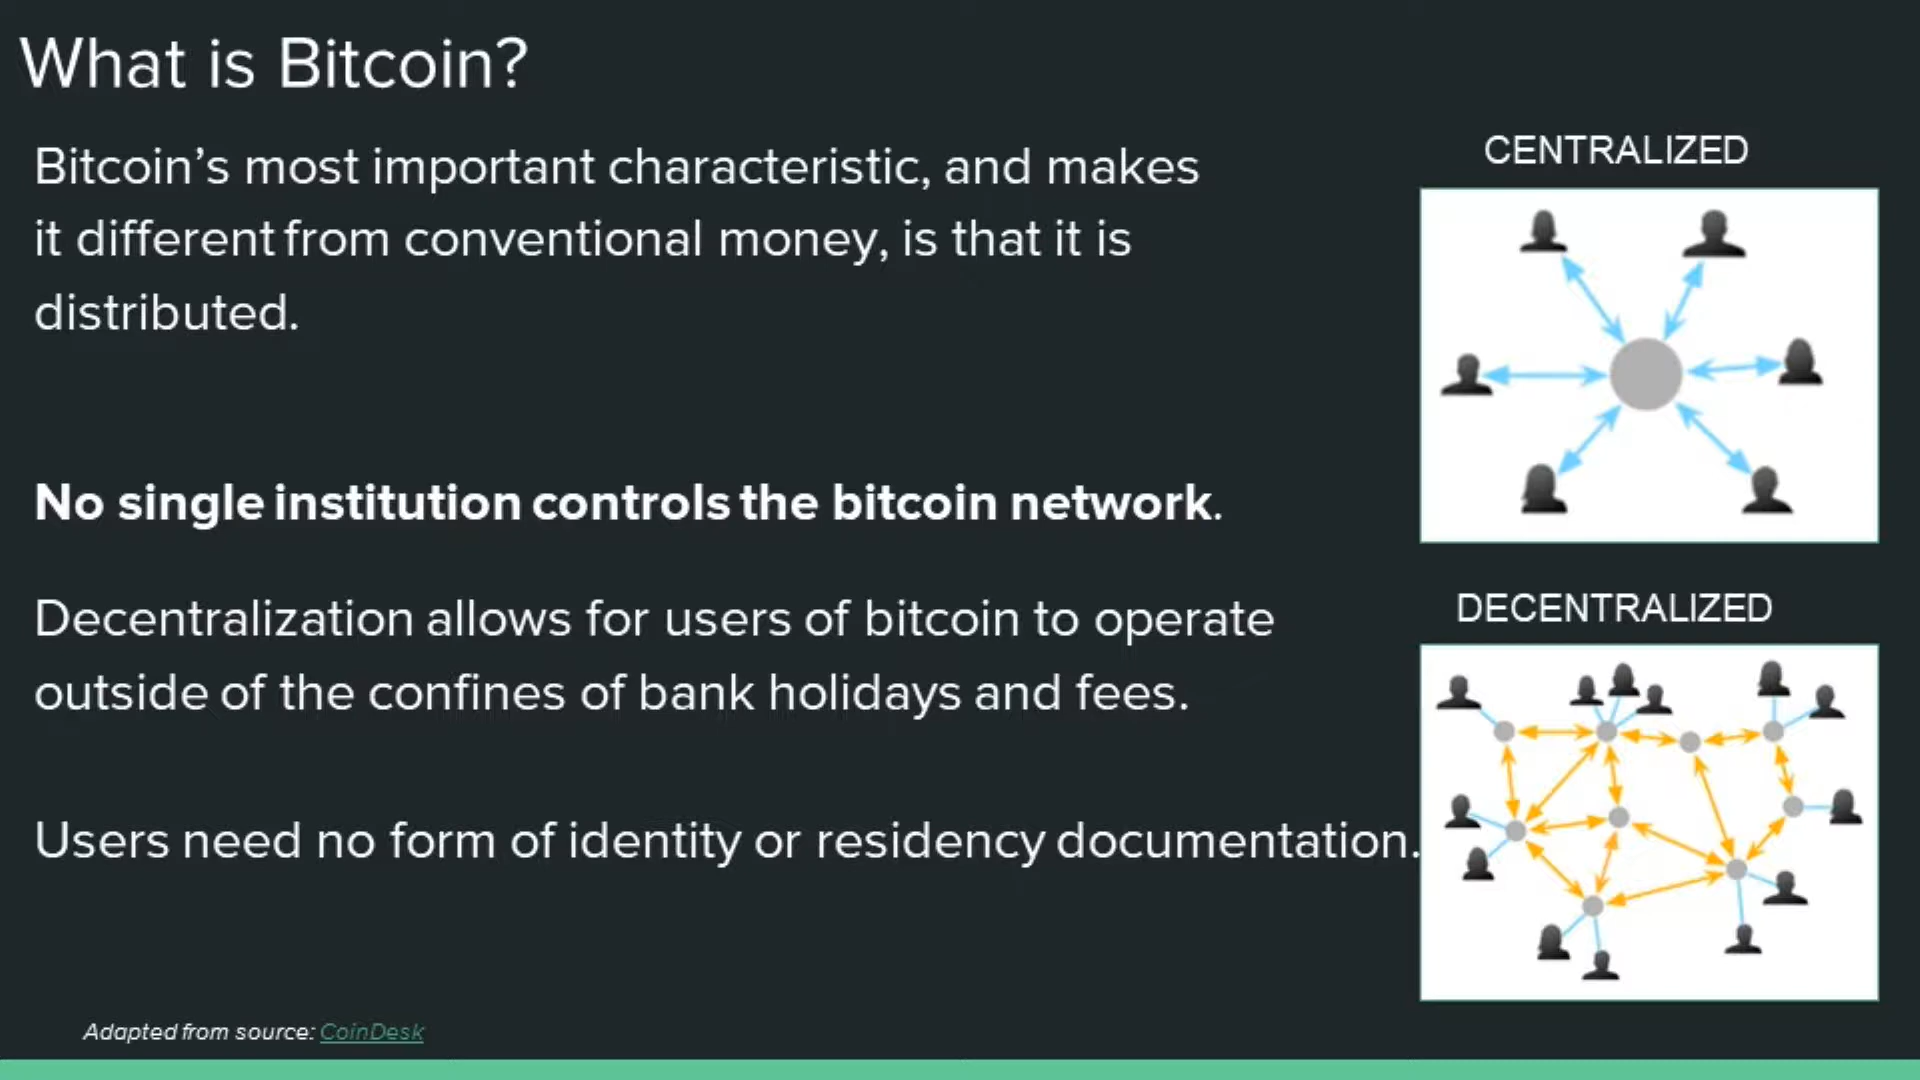 What is Bitcoin?
Bitcoin’s most important characteristic, and makes
it different from conventional money, is that it is
distributed.
No single institution controls the bitcoin network.
Decentralization allows for users of bitcoin to operate
outside of the confines of bank holidays and fees.
Users need no form of identity or residency documentation.
Adapted from source: CoinDesk
CENTRALIZED
DECENTRALIZED